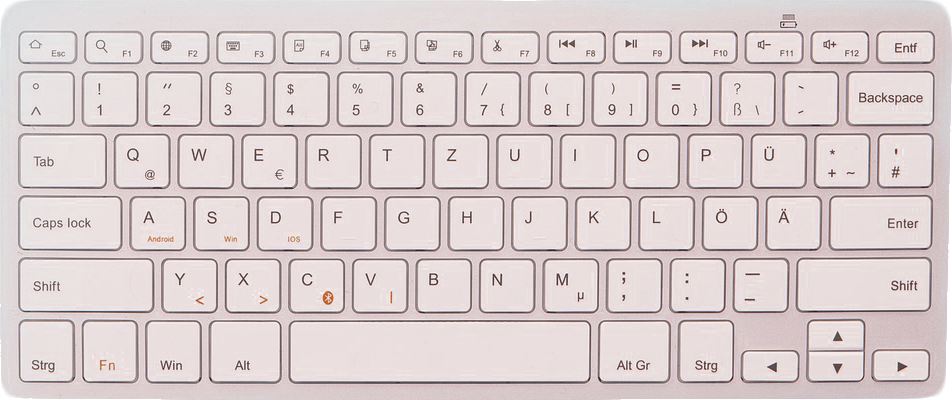 Esc F1 F2 F3 F4 F5 F6 F7 F8 F9 F10 F11 F12 Entf
° ! 〃 § $ % & / ( ) = ? `
^ 1 2 3 4 5 6 7 { 8 [ 9 ] 0 } ß \ - Backspace
Tab Q @ W E € R T Z U I O P Ü * + ~ ' #
Caps lock A Android S Win D IOS F G H J K L Ö Ä Enter
Shift Y < X > C V | B N M µ ; , : . — _ Shift
Strg Fn Win Alt Alt Gr Strg ◄ ▲ ▼ ►